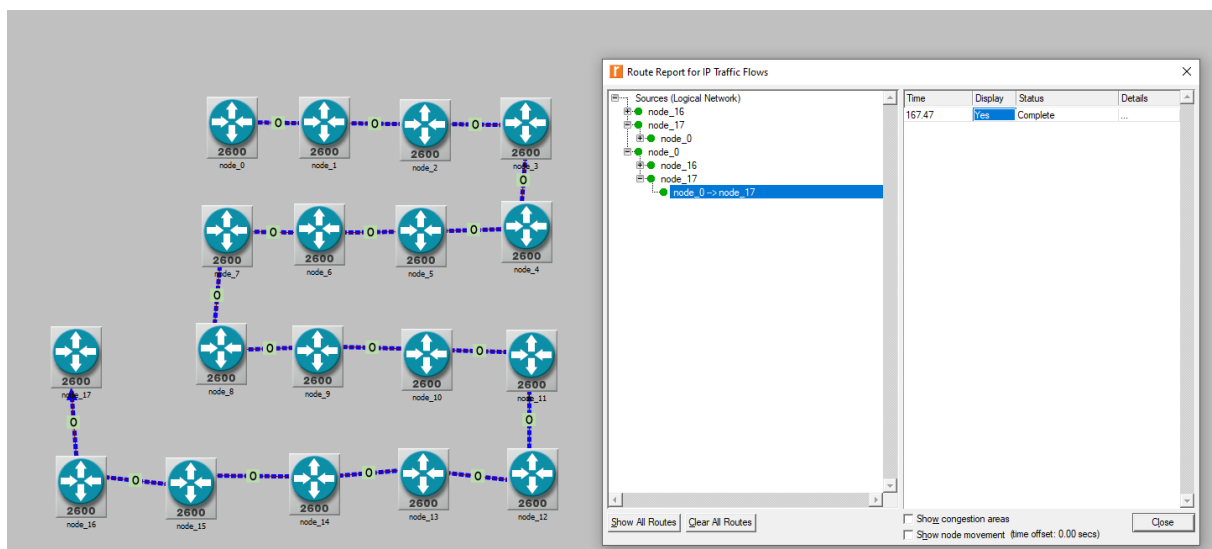 0 0 0
2600 2600 2600 2600
node_0 node_1 node_2 node_3
0
0 0 0
2600 2600 2600 2600
node_7 node_6 node_5 node_4
0
0 0 0
2600 2600 2600 2600 2600
node_17 node_8 node_9 node_10 node_11
0 0
0 0 0 0
2600 2600 2600 2600 2600
node_16 node_15 node_14 node_13 node_12
Route Report for IP Traffic Flows
Sources (Logical Network)
node_16
node_17
node_0
node_0
node_16
node_17
node_0 --> node_17
Time Display Status Details
167.47 Yes Complete ...
Show All Routes Clear All Routes
Show congestion areas
Show node movement (time offset: 0.00 secs)
Close